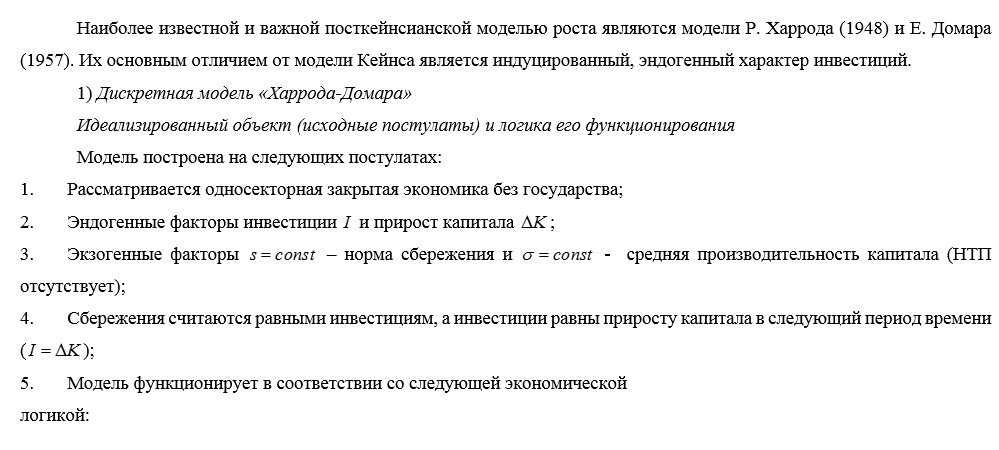 Наиболее известной и важной посткейнсианской моделью роста являются модели Р. Харрода (1948) и Е. Домара
(1957). Их основным отличием от модели Кейнса является индуцированный, эндогенный характер инвестиций.
1) Дискретная модель «Харрода-Домара»
Идеализированный объект (исходные постулаты) и логика его функционирования
Модель построена на следующих постулатах:
1. Рассматривается односекторная закрытая экономика без государства;
2. Эндогенные факторы инвестиции I и прирост капитала ΔK;
3. Экзогенные факторы s = const – норма сбережения и σ = const - средняя производительность капитала (НТП
отсутствует);
4. Сбережения считаются равными инвестициям, а инвестиции равны приросту капитала в следующий период времени
(I = ΔK);
5. Модель функционирует в соответствии со следующей экономической
логикой: